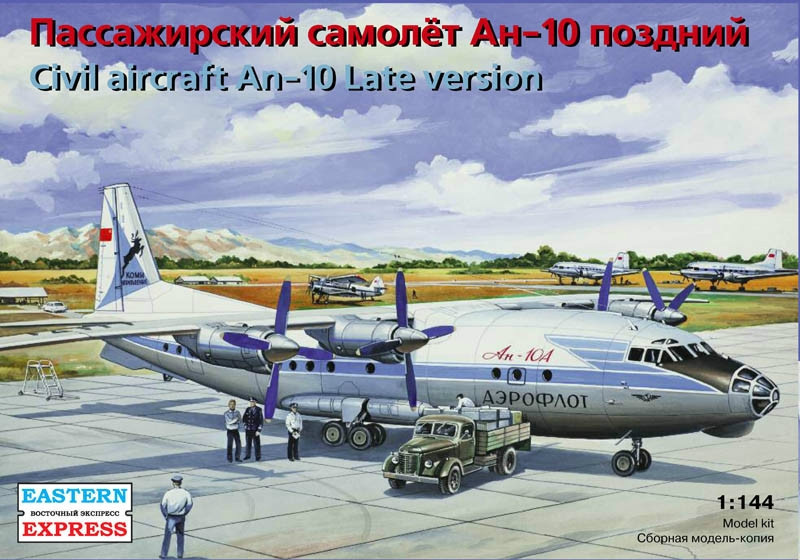 Пассажирский самолёт Ан-10 поздний
Civil aircraft An-10 Late version
КОМИ
Ан-10А
АЭРОФЛОТ
EASTERN
ВОСТОЧНЫЙ ЭКСПРЕСС
EXPRESS
1:144
Model kit
Сборная модель-копия